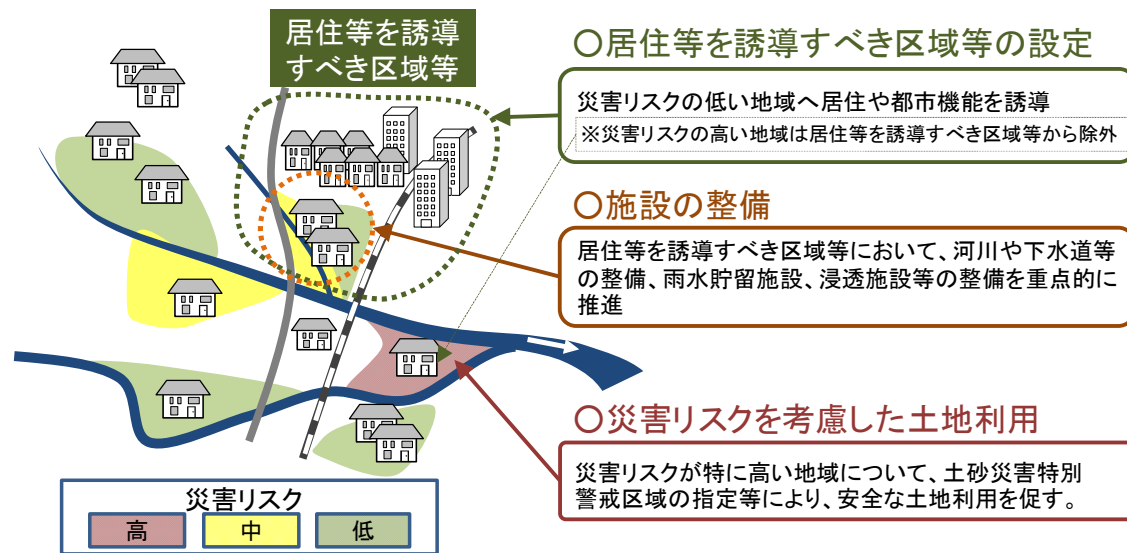 居住等を誘導
すべき区域等
〇居住等を誘導すべき区域等の設定
災害リスクの低い地域へ居住や都市機能を誘導
※災害リスクの高い地域は居住等を誘導すべき区域等から除外
〇施設の整備
居住等を誘導すべき区域等において、河川や下水道等
の整備、雨水貯留施設、浸透施設等の整備を重点的に
推進
〇災害リスクを考慮した土地利用
災害リスクが特に高い地域について、土砂災害特別
警戒区域の指定等により、安全な土地利用を促す。
災害リスク
高
中
低